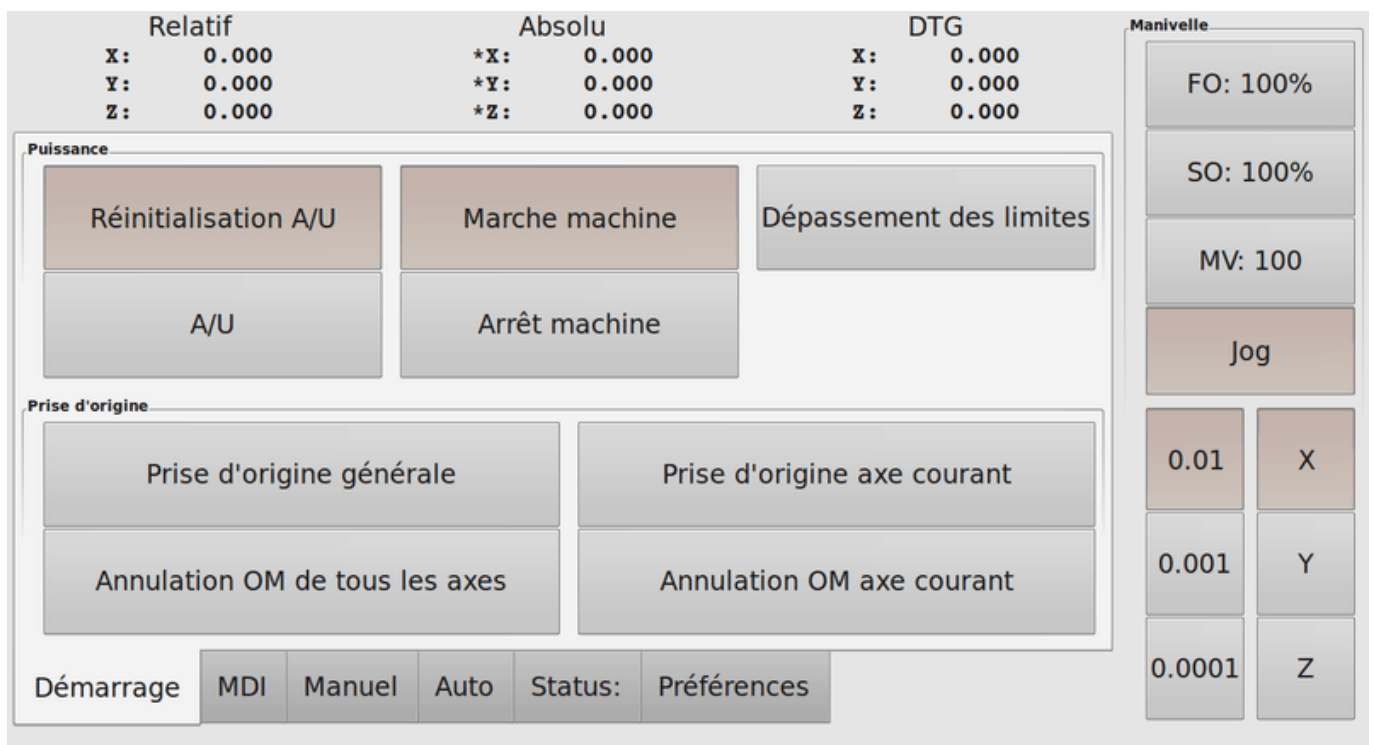 Relatif Absolu DTG
X: 0.000 *X: 0.000 X: 0.000
Y: 0.000 *Y: 0.000 Y: 0.000
Z: 0.000 *Z: 0.000 Z: 0.000
Puissance
Réinitialisation A/U Marche machine Dépassement des limites
A/U Arrêt machine
Prise d'origine
Prise d'origine générale Prise d'origine axe courant
Annulation OM de tous les axes Annulation OM axe courant
Démarrage MDI Manuel Auto Status: Préférences
Manivelle
FO: 100%
SO: 100%
MV: 100
Jog
0.01 X
0.001 Y
0.0001 Z